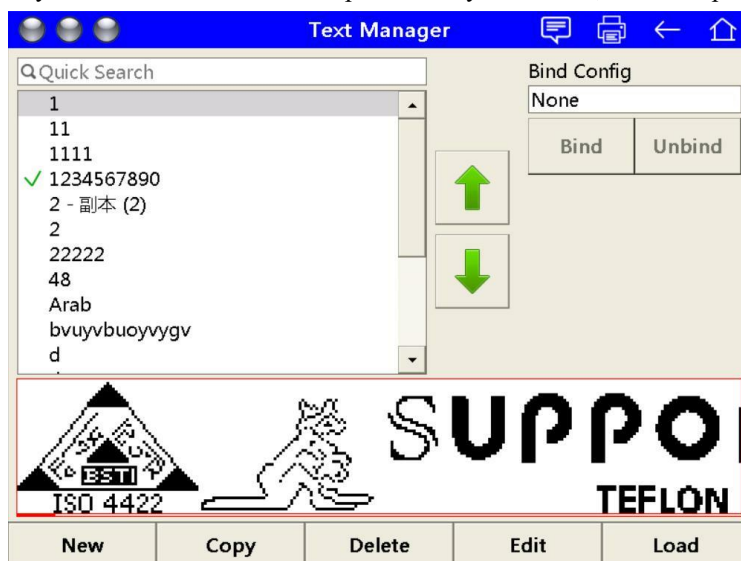 Text Manager
Quick Search
Bind Config
None
Bind
Unbind
1
11
1111
1234567890
2 - 副本 (2)
2
22222
48
Arab
bvuyvbuoyvygv
d
BSTI
ISO 4422
SUPPO
TEFLON
New
Copy
Delete
Edit
Load